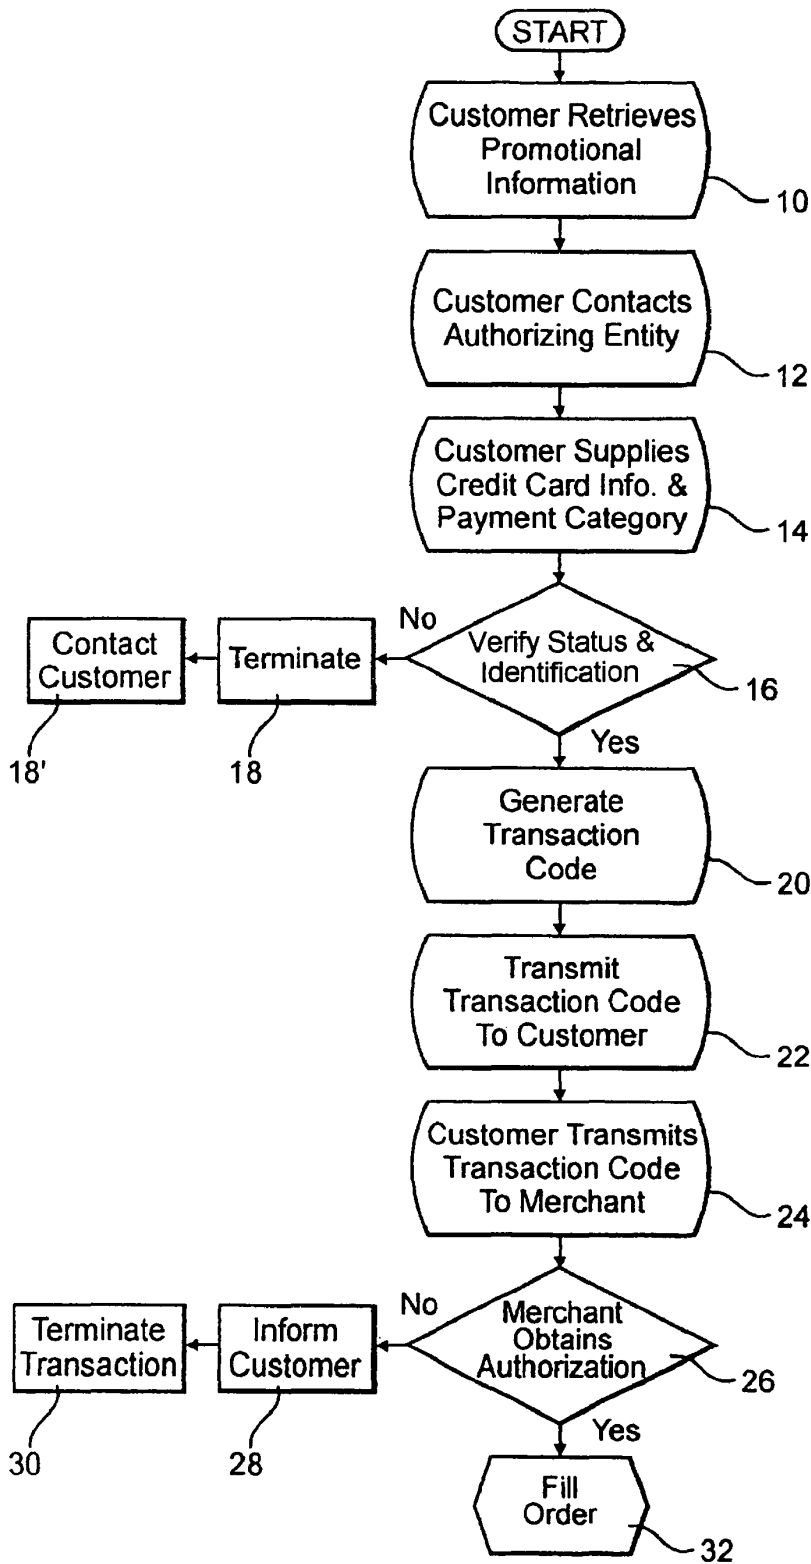 START
Customer Retrieves
Promotional
Information
10
Customer Contacts
Authorizing Entity
12
Customer Supplies
Credit Card Info. &
Payment Category
14
No
Verify Status &
Identification
16
Terminate
18
Contact
Customer
18'
Yes
Generate
Transaction
Code
20
Transmit
Transaction Code
To Customer
22
Customer Transmits
Transaction Code
To Merchant
24
No
Merchant
Obtains
Authorization
26
Inform
Customer
28
Terminate
Transaction
30
Yes
Fill
Order
32